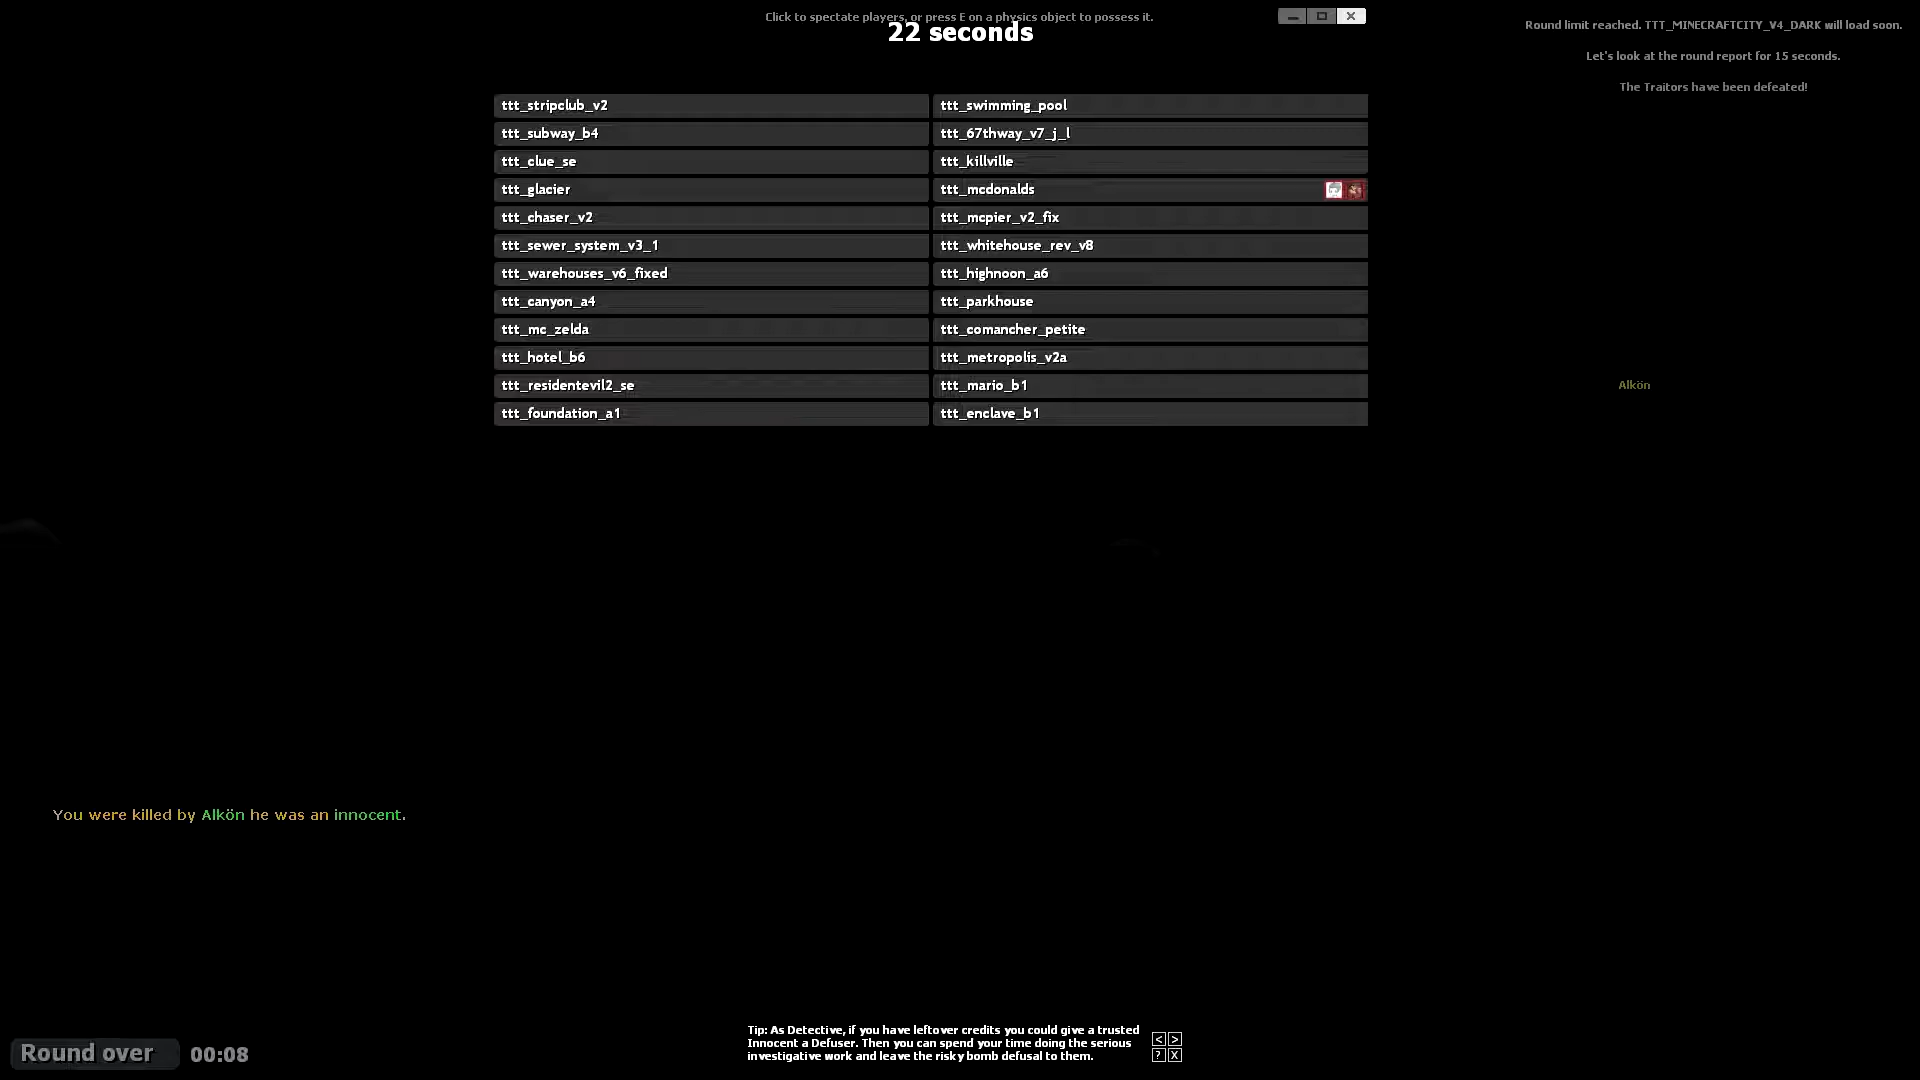 Click to spectate players, or press E on a physics object to possess it.
22 seconds
Round limit reached. TTT_MINECRAFTCITY_V4_DARK will load soon.
Let's look at the round report for 15 seconds.
The Traitors have been defeated!
ttt_stripclub_v2
ttt_swimming_pool
ttt_subway_b4
ttt_67thway_v7_j_l
ttt_clue_se
ttt_killville
ttt_glacier
ttt_mcdonalds
ttt_chaser_v2
ttt_mcpier_v2_fix
ttt_sewer_system_v3_1
ttt_whitehouse_rev_v8
ttt_warehouses_v6_fixed
ttt_highnoon_a6
ttt_canyon_a4
ttt_parkhouse
ttt_mc_zelda
ttt_comancher_petite
ttt_hotel_b6
ttt_metropolis_v2a
ttt_residentevil2_se
ttt_mario_b1
ttt_foundation_a1
ttt_enclave_b1
Alkön
You were killed by Alkön he was an innocent.
Round over 00:08
Tip: As Detective, if you have leftover credits you could give a trusted
Innocent a Defuser. Then you can spend your time doing the serious
investigative work and leave the risky bomb defusal to them.
< >
? X